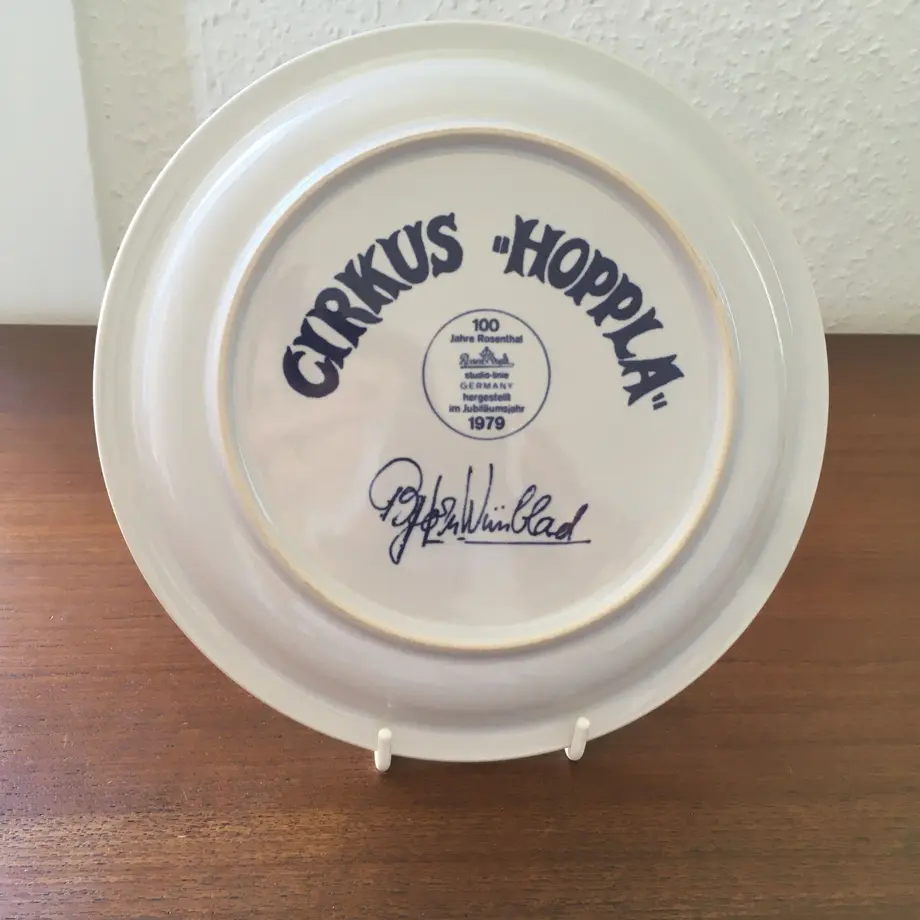 CIRKUS "HOPPLA"
100
Jahre Rosenthal
Rosenthal
studio-linie
GERMANY
hergestellt
im Jubiläumsjahr
1979
Bjørn Wiinblad